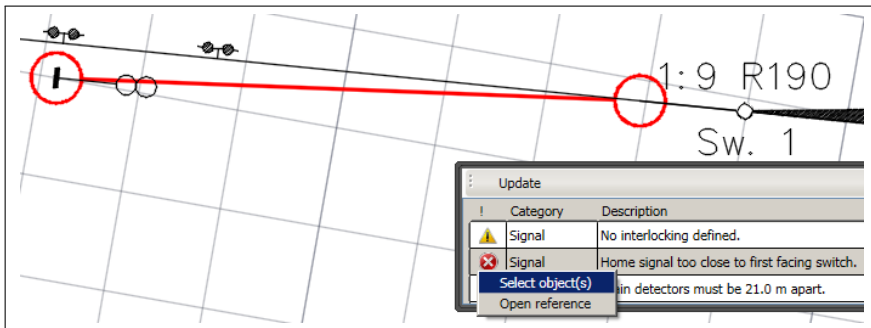 1:9 R190
Sw. 1
Update
! Category Description
Signal No interlocking defined.
Signal Home signal too close to first facing switch.
Select object(s)
ain detectors must be 21.0 m apart.
Open reference